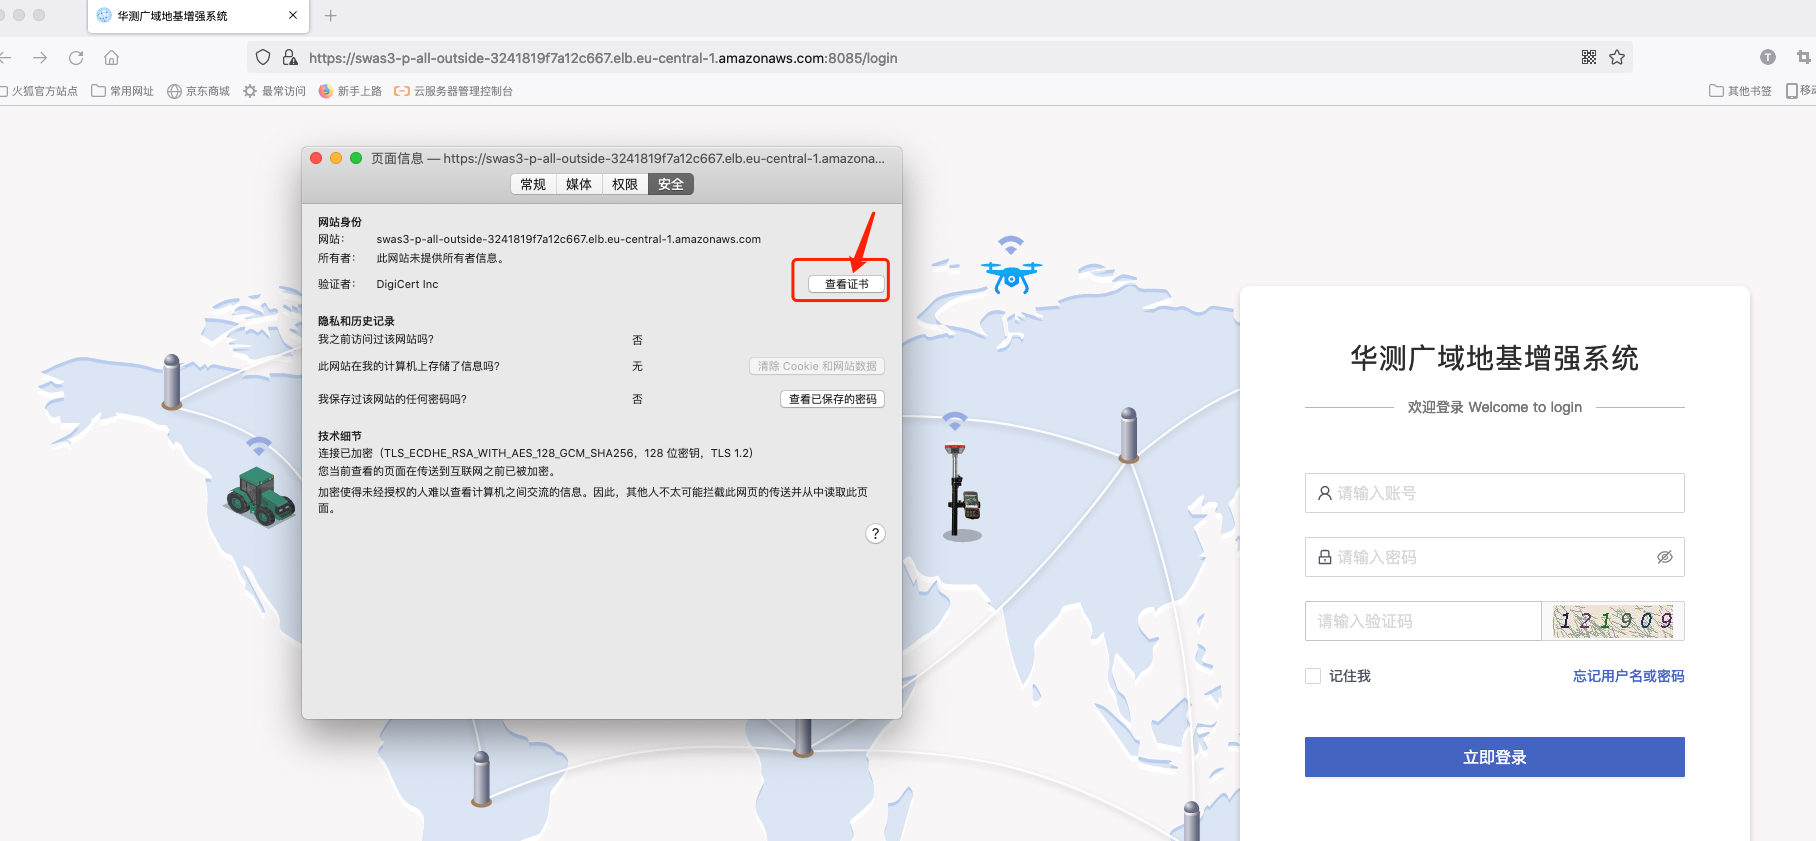 华测广域地基增强系统
https://swas3-p-all-outside-3241819f7a12c667.elb.eu-central-1.amazonaws.com:8085/login
T
火狐官方站点
常用网址
京东商城
最常访问
新手上路
云服务器管理控制台
其他书签
移动
页面信息 — https://swas3-p-all-outside-3241819f7a12c667.elb.eu-central-1.amazona...
常规 媒体 权限 安全
网站身份
网站： swas3-p-all-outside-3241819f7a12c667.elb.eu-central-1.amazonaws.com
所有者： 此网站未提供所有者信息。
验证者： DigiCert Inc 查看证书
隐私和历史记录
我之前访问过该网站吗? 否
此网站在我的计算机上存储了信息吗? 无 清除 Cookie 和网站数据
我保存过该网站的任何密码吗? 否 查看已保存的密码
技术细节
连接已加密（TLS_ECDHE_RSA_WITH_AES_128_GCM_SHA256，128 位密钥，TLS 1.2）
您当前查看的页面在传送到互联网之前已被加密。
加密使得未经授权的人难以查看计算机之间交流的信息。因此，其他人不太可能拦截此网页的传送并从中读取此页
面。
?
华测广域地基增强系统
欢迎登录 Welcome to login
请输入账号
请输入密码
请输入验证码 121909
记住我 忘记用户名或密码
立即登录